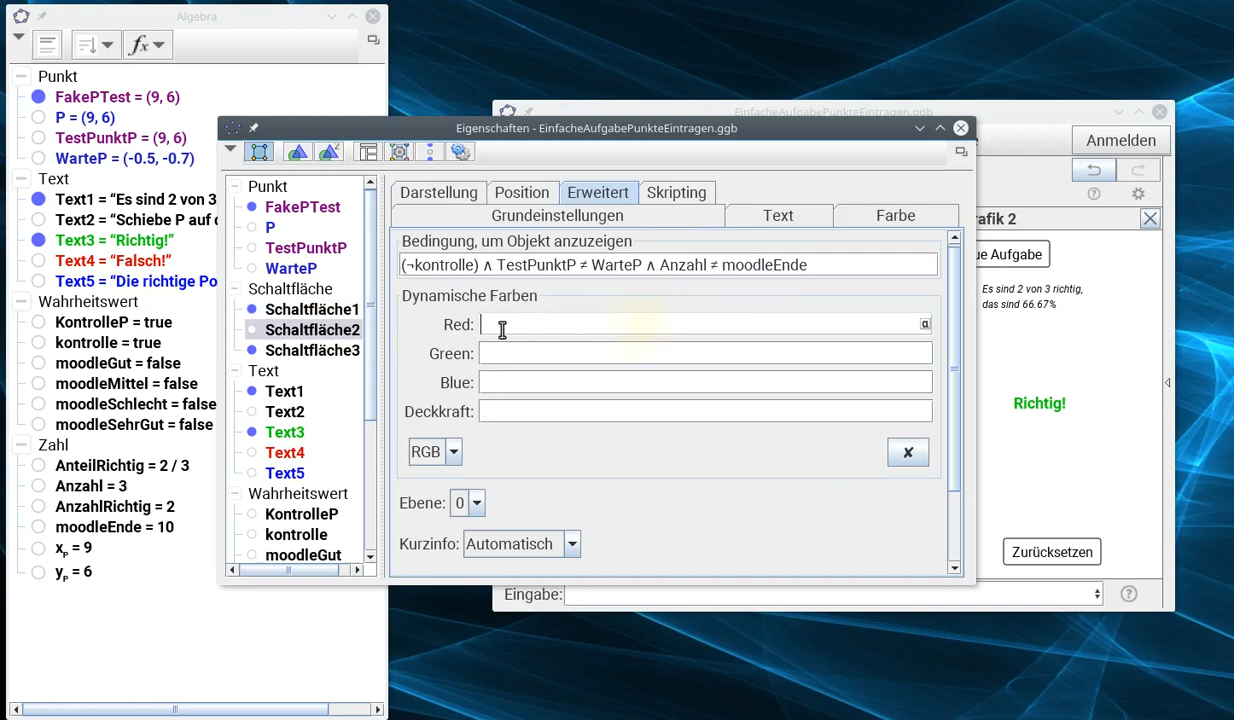 Algebra
fx
Punkt
FakePTest = (9, 6)
P = (9, 6)
TestPunktP = (9, 6)
WarteP = (-0.5, -0.7)
Text
Text1 = “Es sind 2 von 3
Text2 = “Schiebe P auf
Text3 = “Richtig!”
Text4 = “Falsch!”
Text5 = “Die richtige Po
Wahrheitswert
KontrolleP = true
kontrolle = true
moodleGut = false
moodleMittel = false
moodleSchlecht = false
moodleSehrGut = false
Zahl
AnteilRichtig = 2 / 3
Anzahl = 3
AnzahlRichtig = 2
moodleEnde = 10
xP = 9
yP = 6
Eigenschaften - EinfacheAufgabePunkteEintragen.ggb
Punkt
FakePTest
P
TestPunktP
WarteP
Schaltfläche
Schaltfläche1
Schaltfläche2
Schaltfläche3
Text
Text1
Text2
Text3
Text4
Text5
Wahrheitswert
KontrolleP
kontrolle
moodleGut
Darstellung Position Erweitert Skripting
Grundeinstellungen Text Farbe
Bedingung, um Objekt anzuzeigen
(¬kontrolle) ∧ TestPunktP ≠ WarteP ∧ Anzahl ≠ moodleEnde
Dynamische Farben
Red: α
Green:
Blue:
Deckkraft:
RGB ✘
Ebene: 0
Kurzinfo: Automatisch
EinfacheAufgabePunkteEintragen.ggb
Anmelden
rafik 2
ue Aufgabe
Es sind 2 von 3 richtig,
das sind 66.67%
Richtig!
Zurücksetzen
Eingabe: